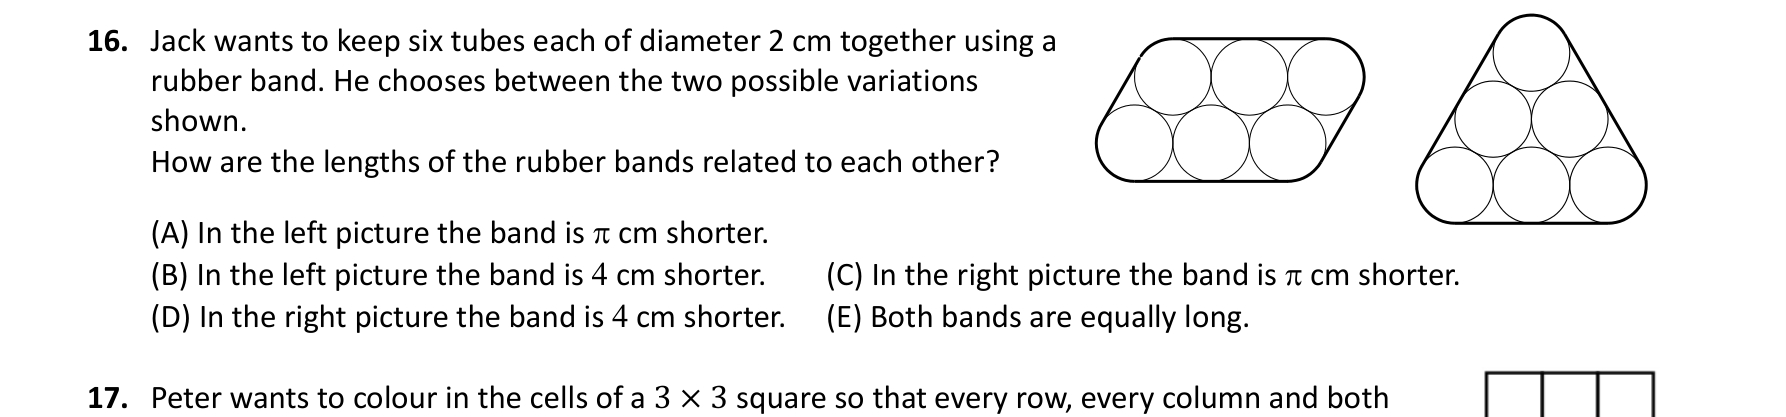 16. Jack wants to keep six tubes each of diameter 2 cm together using a
rubber band. He chooses between the two possible variations
shown.
How are the lengths of the rubber bands related to each other?
(A) In the left picture the band is π cm shorter.
(B) In the left picture the band is 4 cm shorter. (C) In the right picture the band is π cm shorter.
(D) In the right picture the band is 4 cm shorter. (E) Both bands are equally long.
17. Peter wants to colour in the cells of a 3 × 3 square so that every row, every column and both